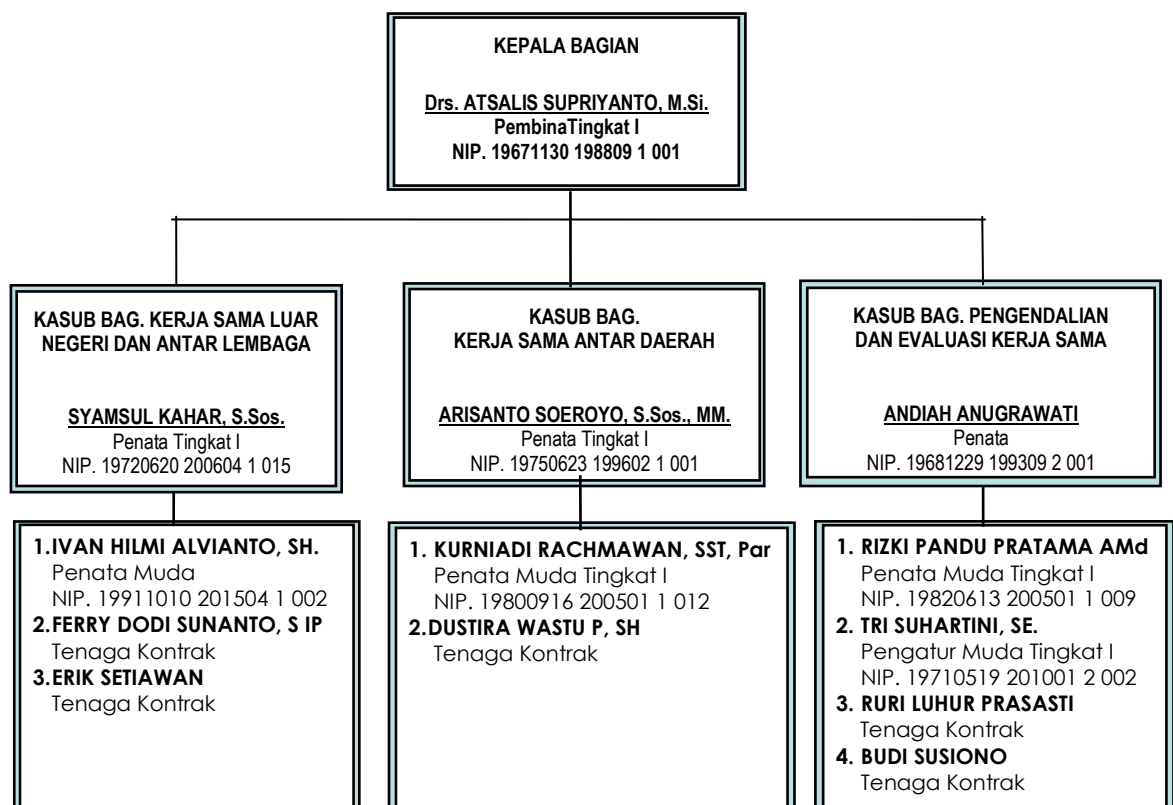 KEPALA BAGIAN
Drs. ATSALIS SUPRIYANTO, M.Si.
PembinaTingkat I
NIP. 19671130 198809 1 001
KASUB BAG. KERJA SAMA LUAR
NEGERI DAN ANTAR LEMBAGA
SYAMSUL KAHAR, S.Sos.
Penata Tingkat I
NIP. 19720620 200604 1 015
KASUB BAG.
KERJA SAMA ANTAR DAERAH
ARISANTO SOEROYO, S.Sos., MM.
Penata Tingkat I
NIP. 19750623 199602 1 001
KASUB BAG. PENGENDALIAN
DAN EVALUASI KERJA SAMA
ANDIAH ANUGRAWATI
Penata
NIP. 19681229 199309 2 001
1.IVAN HILMI ALVIANTO, SH.
Penata Muda
NIP. 19911010 201504 1 002
2.FERRY DODI SUNANTO, S IP
Tenaga Kontrak
3.ERIK SETIAWAN
Tenaga Kontrak
1. KURNIADI RACHMAWAN, SST, Par
Penata Muda Tingkat I
NIP. 19800916 200501 1 012
2.DUSTIRA WASTU P, SH
Tenaga Kontrak
1. RIZKI PANDU PRATAMA AMd
Penata Muda Tingkat I
NIP. 19820613 200501 1 009
2. TRI SUHARTINI, SE.
Pengatur Muda Tingkat I
NIP. 19710519 201001 2 002
3. RURI LUHUR PRASASTI
Tenaga Kontrak
4. BUDI SUSIONO
Tenaga Kontrak